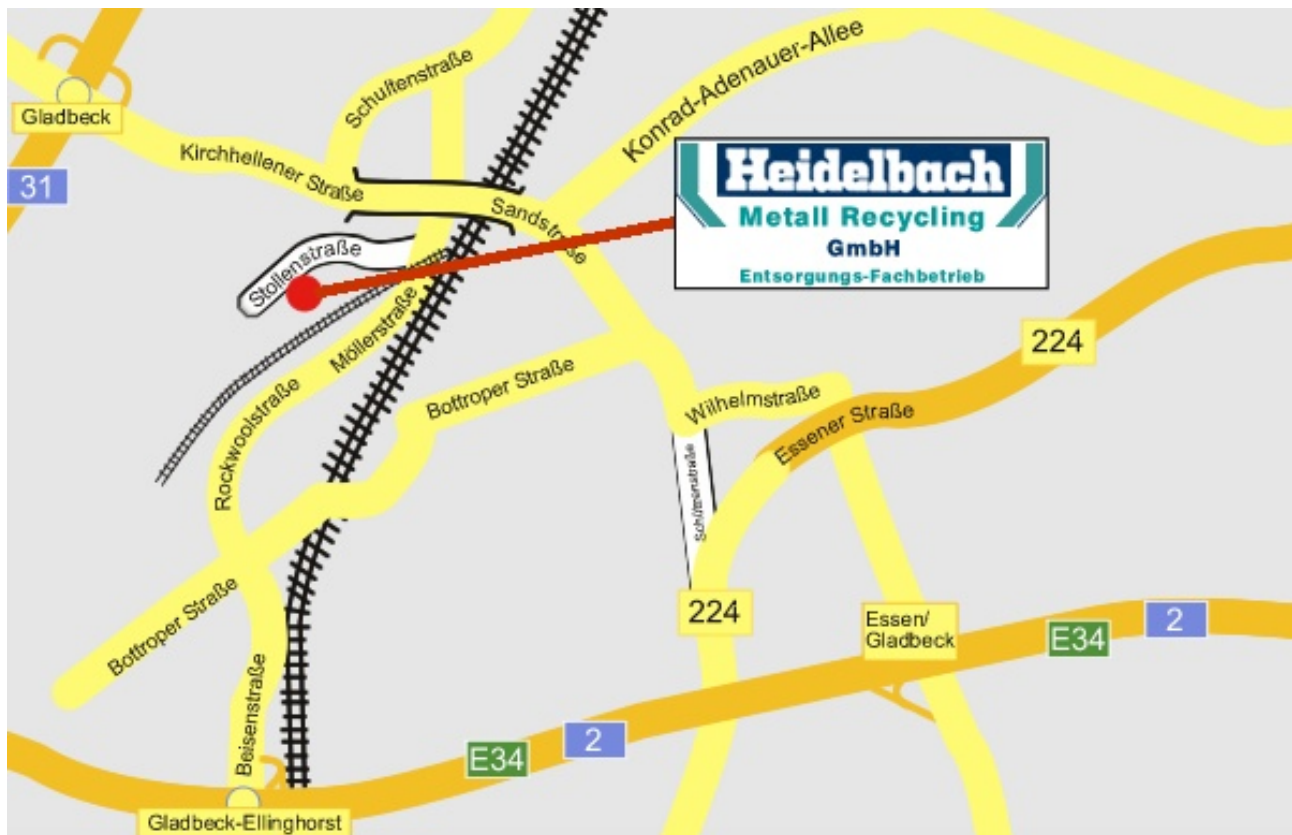 Gladbeck
31
Kirchhellener Straße
Schultenstraße
Konrad-Adenauer-Allee
Heidelbach
Metall Recycling
GmbH
Entsorgungs-Fachbetrieb
Sandstraße
Stollenstraße
Möllerstraße
Rockwoolstraße
Bottroper Straße
224
Wilhelmstraße
Essener Straße
Schützenstraße
Bottroper Straße
224
Essen/
Gladbeck
E34
2
Beisenstraße
E34
2
Gladbeck-Ellinghorst